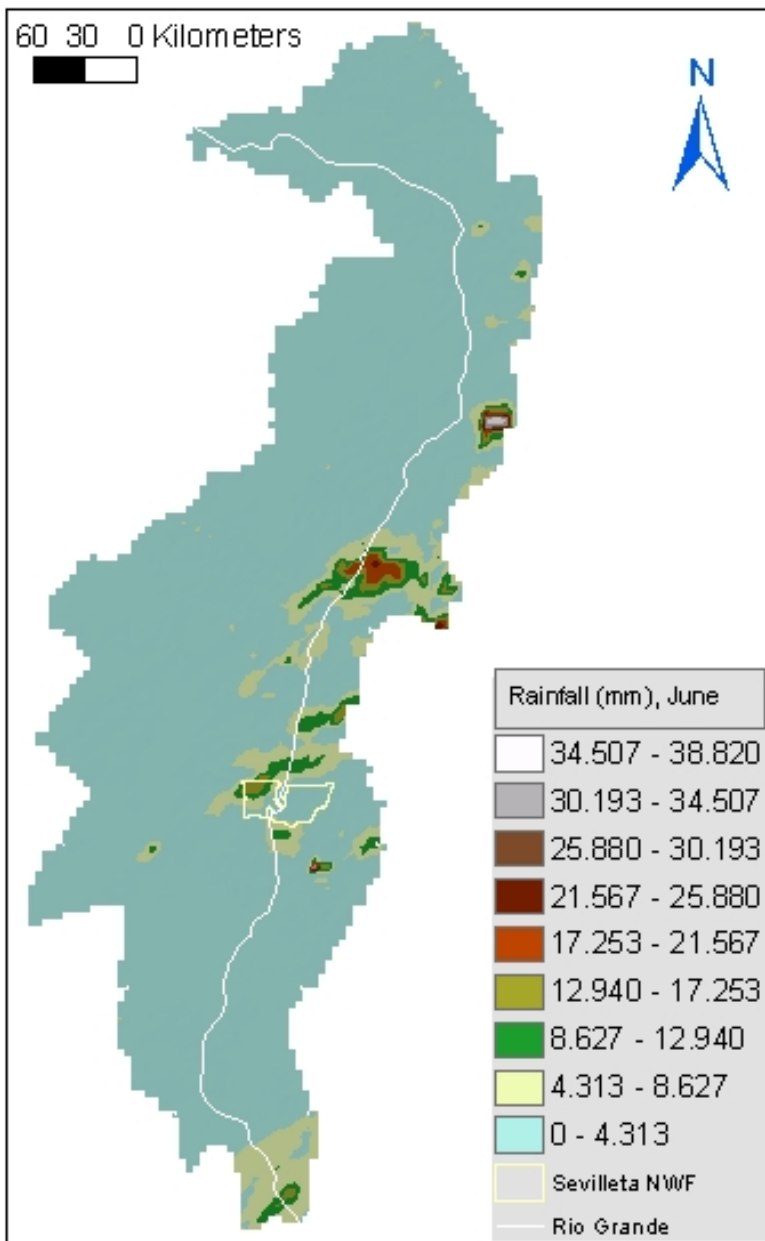 60 30 0 Kilometers
N
Rainfall (mm), June
34.507 - 38.820
30.193 - 34.507
25.880 - 30.193
21.567 - 25.880
17.253 - 21.567
12.940 - 17.253
8.627 - 12.940
4.313 - 8.627
0 - 4.313
Sevilleta NWF
Rio Grande